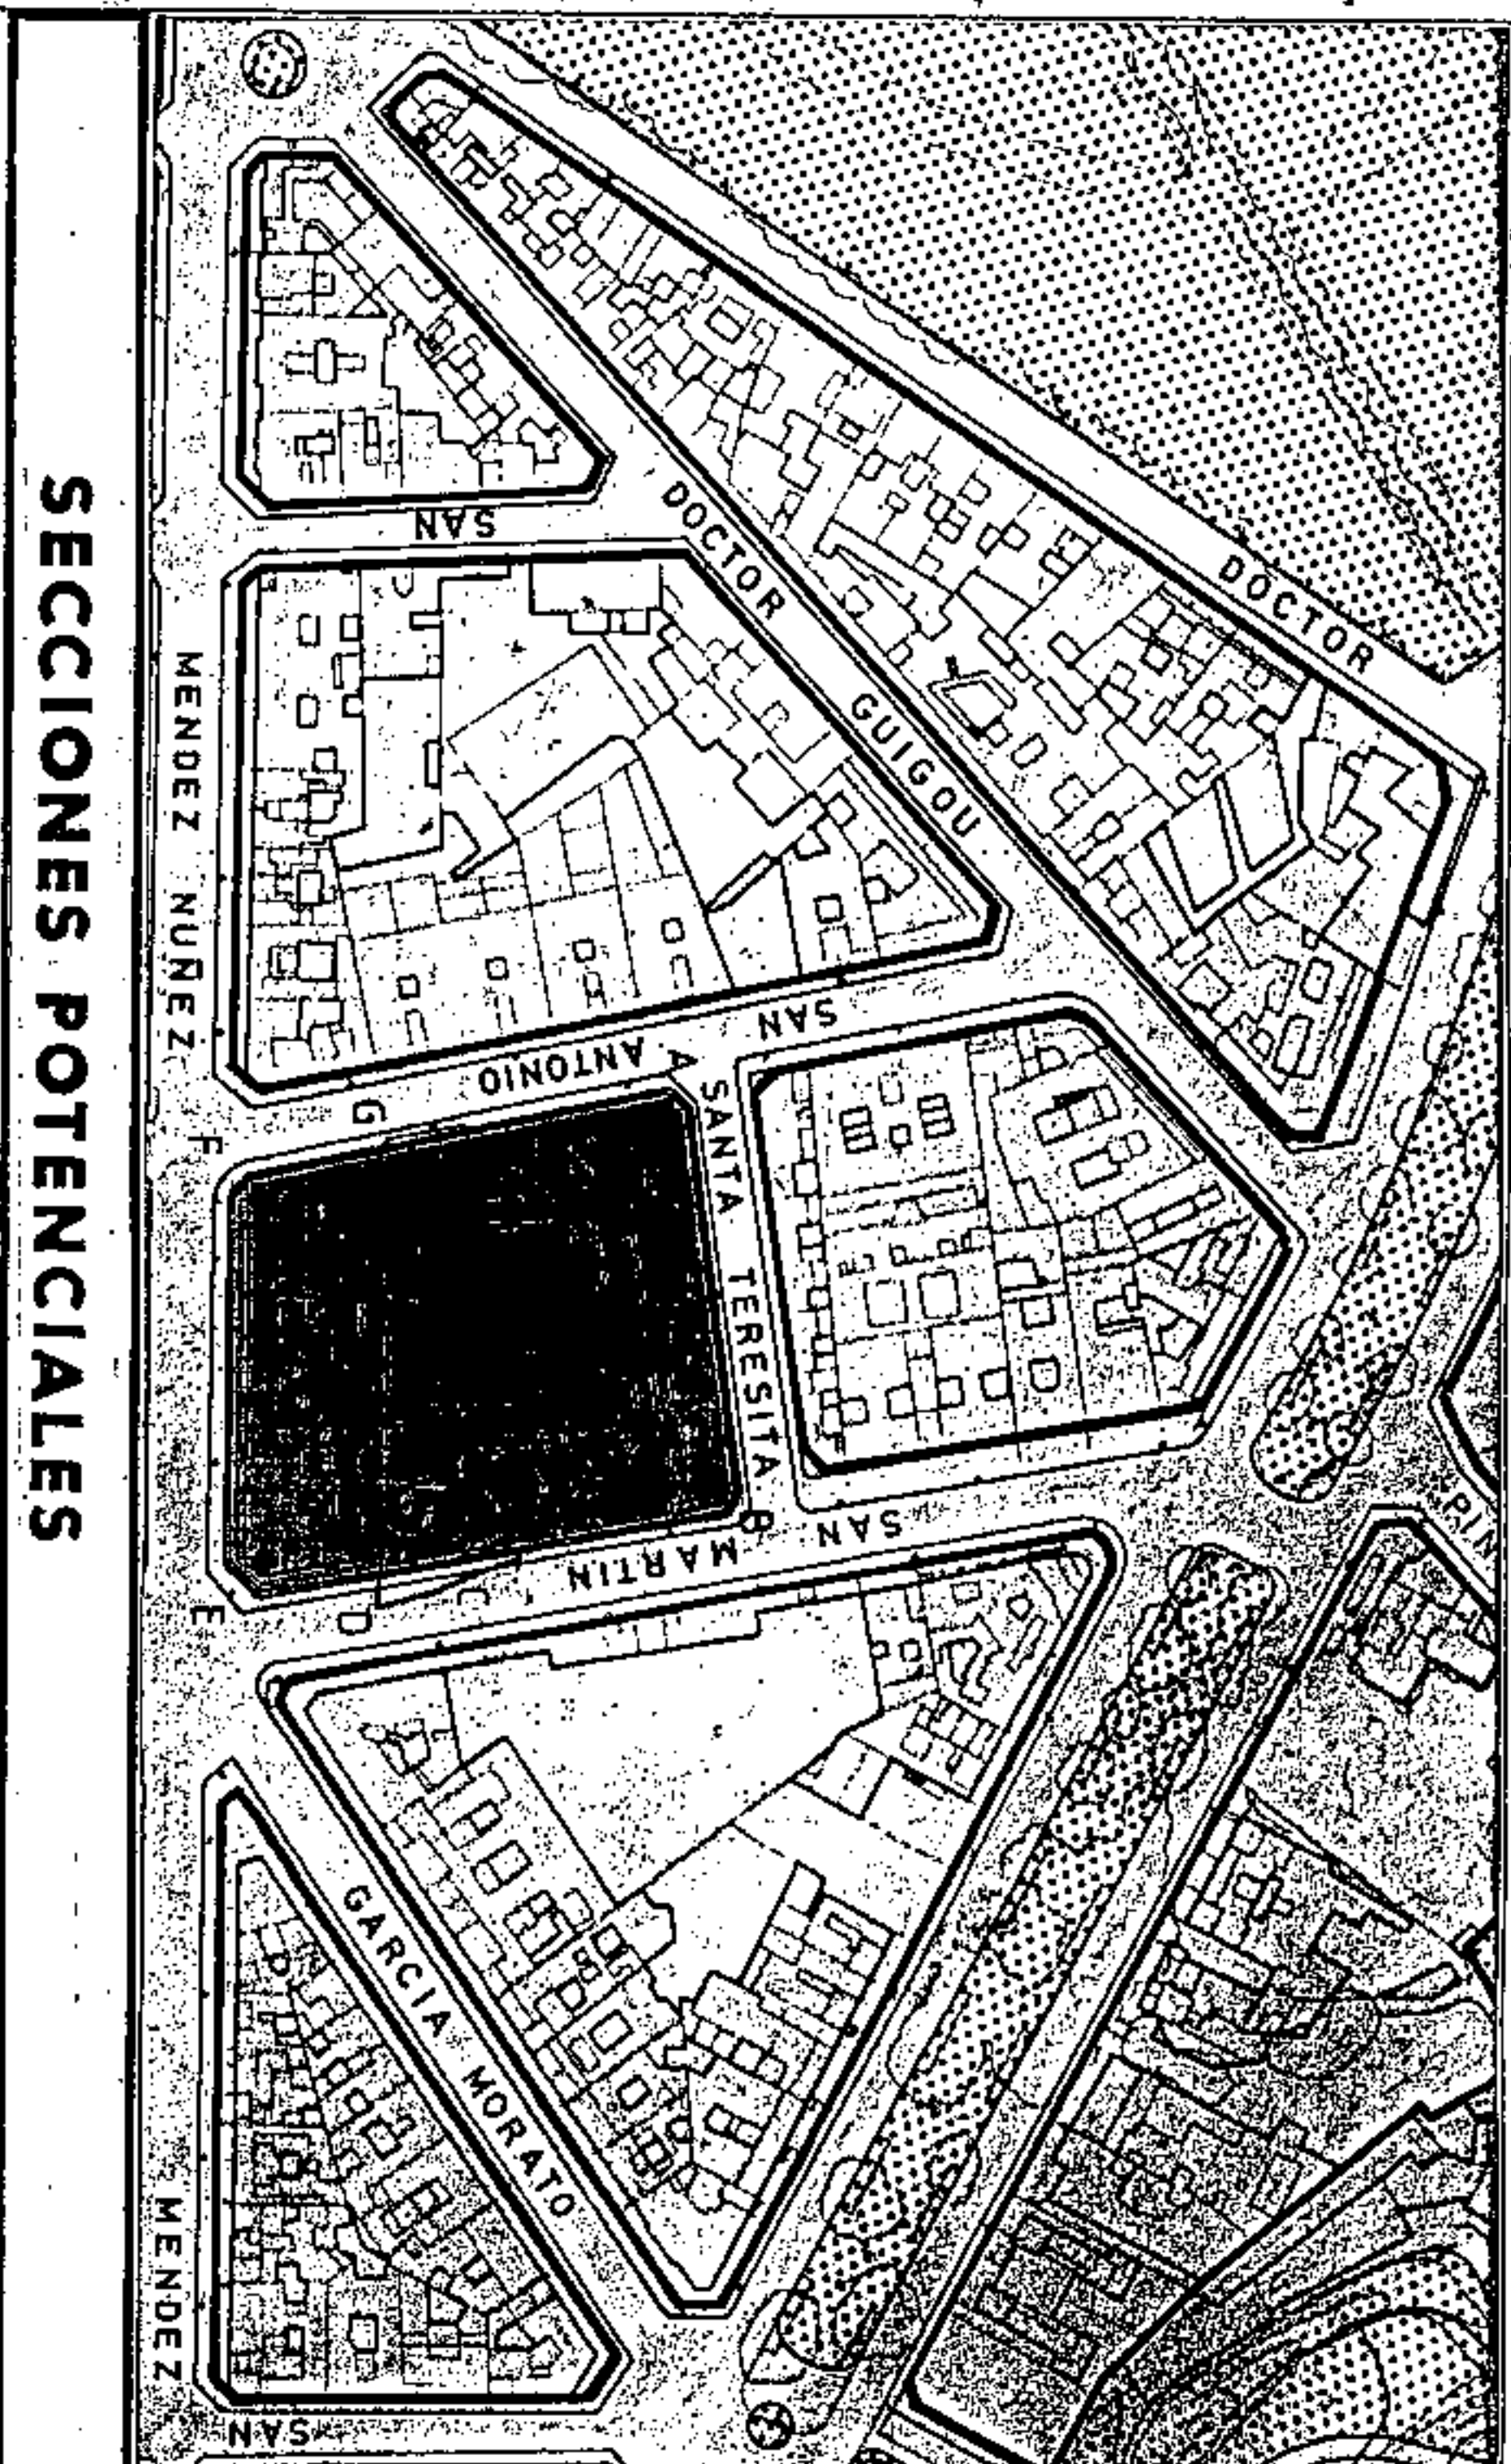 SECCIONES POTENCIALES
DOCTOR
DOCTOR GUIGOU
SAN
MENDEZ NUÑEZ
SAN ANTONIO
SANTA TERESITA
SAN MARTIN
A
B
C
D
E
F
G
GARCIA MORATO
MENDEZ
SAN